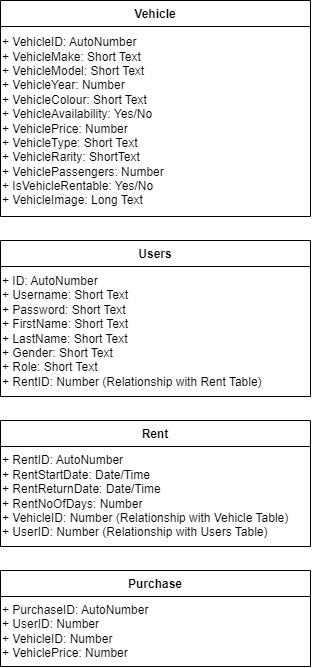 Vehicle
+ VehicleID: AutoNumber
+ VehicleMake: Short Text
+ VehicleModel: Short Text
+ VehicleYear: Number
+ VehicleColour: Short Text
+ VehicleAvailability: Yes/No
+ VehiclePrice: Number
+ VehicleType: Short Text
+ VehicleRarity: ShortText
+ VehiclePassengers: Number
+ IsVehicleRentable: Yes/No
+ VehicleImage: Long Text
Users
+ ID: AutoNumber
+ Username: Short Text
+ Password: Short Text
+ FirstName: Short Text
+ LastName: Short Text
+ Gender: Short Text
+ Role: Short Text
+ RentID: Number (Relationship with Rent Table)
Rent
+ RentID: AutoNumber
+ RentStartDate: Date/Time
+ RentReturnDate: Date/Time
+ RentNoOfDays: Number
+ VehicleID: Number (Relationship with Vehicle Table)
+ UserID: Number (Relationship with Users Table)
Purchase
+ PurchaseID: AutoNumber
+ UserID: Number
+ VehicleID: Number
+ VehiclePrice: Number